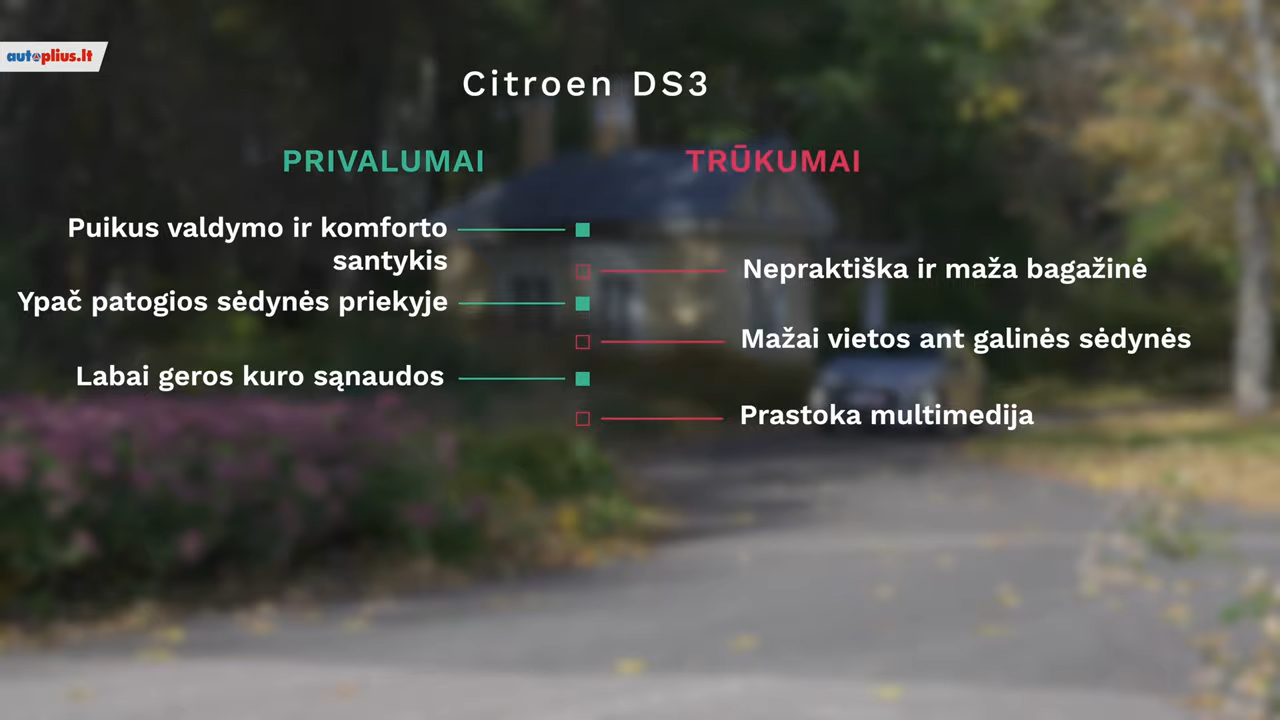 autoplius.lt
Citroen DS3
PRIVALUMAI
TRŪKUMAI
Puikus valdymo ir komforto
santykis
Nepraktiška ir maža bagažinė
Ypač patogios sėdynės priekyje
Mažai vietos ant galinės sėdynės
Labai geros kuro sąnaudos
Prastoka multimedija